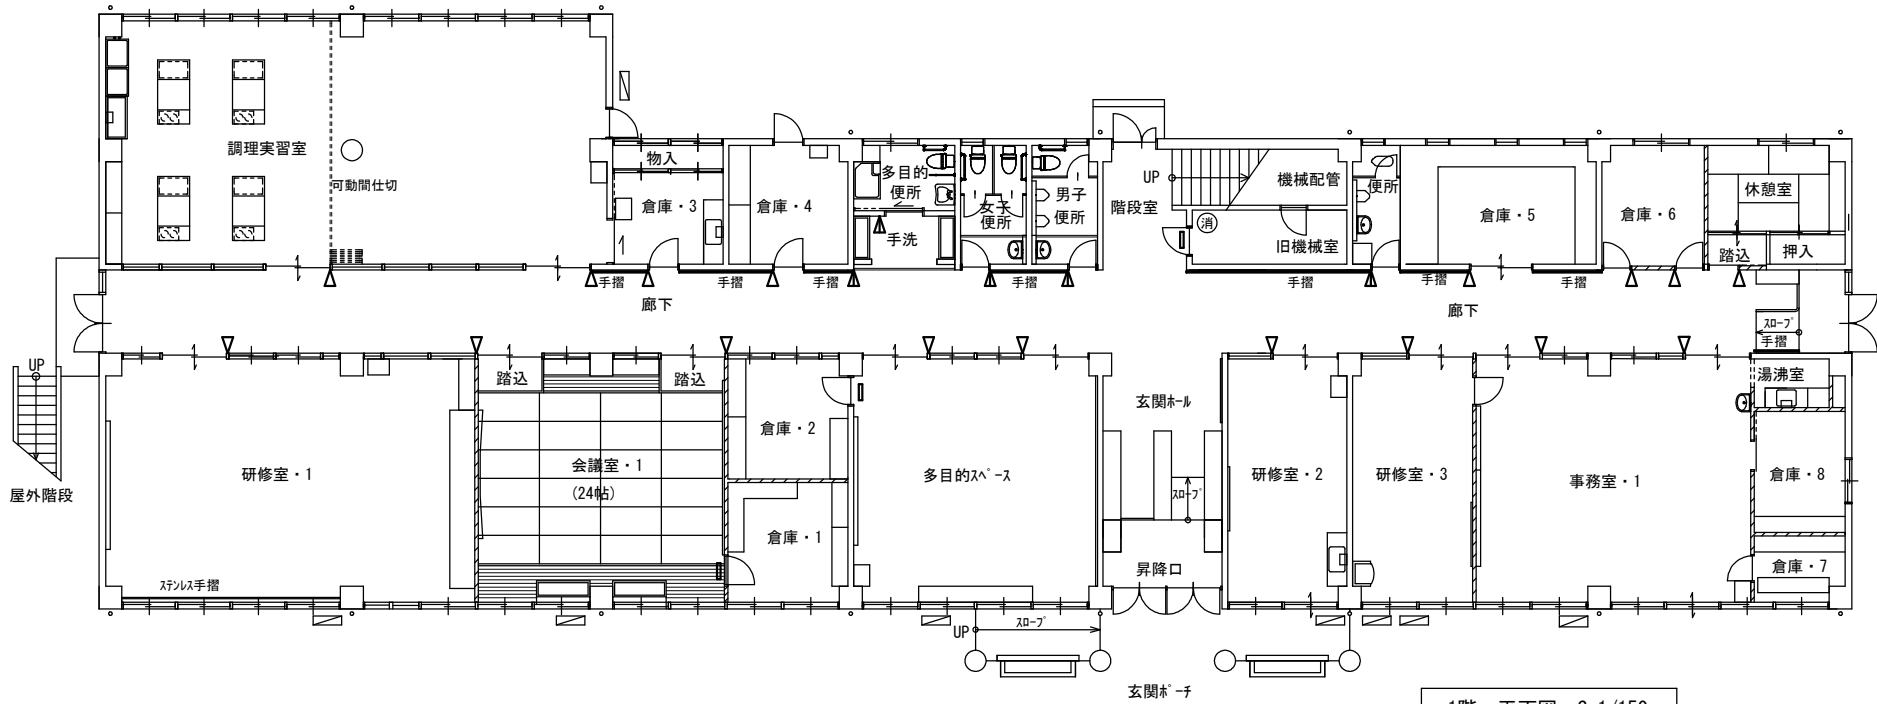 調理実習室
可動間仕切
物入
倉庫・3
倉庫・4
多目的
便所
手洗
女子
便所
男子
便所
階段室
UP
機械配管
消
旧機械室
便所
倉庫・5
倉庫・6
休憩室
踏込
押入
手摺
手摺
手摺
手摺
手摺
手摺
手摺
廊下
廊下
スロープ
手摺
UP
屋外階段
研修室・1
ステンレス手摺
踏込
踏込
会議室・1
(24帖)
倉庫・2
倉庫・1
多目的スペース
玄関ホール
スロープ
昇降口
研修室・2
研修室・3
事務室・1
湯沸室
倉庫・8
倉庫・7
UP
スロープ
玄関ポーチ